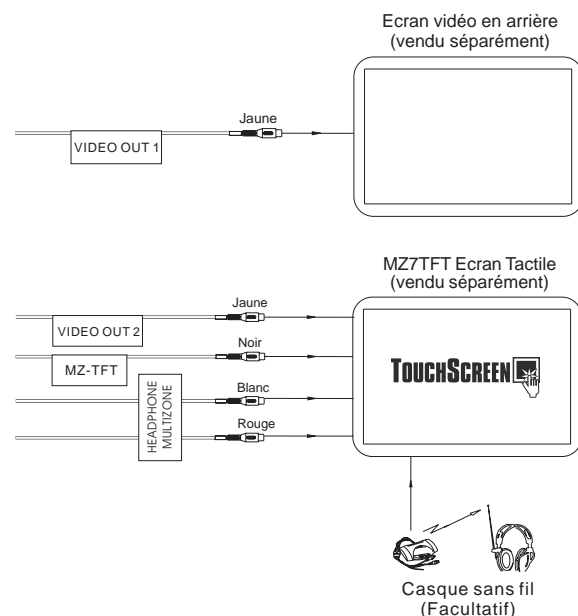 Ecran vidéo en arrière
(vendu séparément)
Jaune
VIDEO OUT 1
MZ7TFT Ecran Tactile
(vendu séparément)
Jaune
VIDEO OUT 2
Noir
MZ-TFT
TOUCHSCREEN
Blanc
HEADPHONE
MULTIZONE
Rouge
Casque sans fil
(Facultatif)